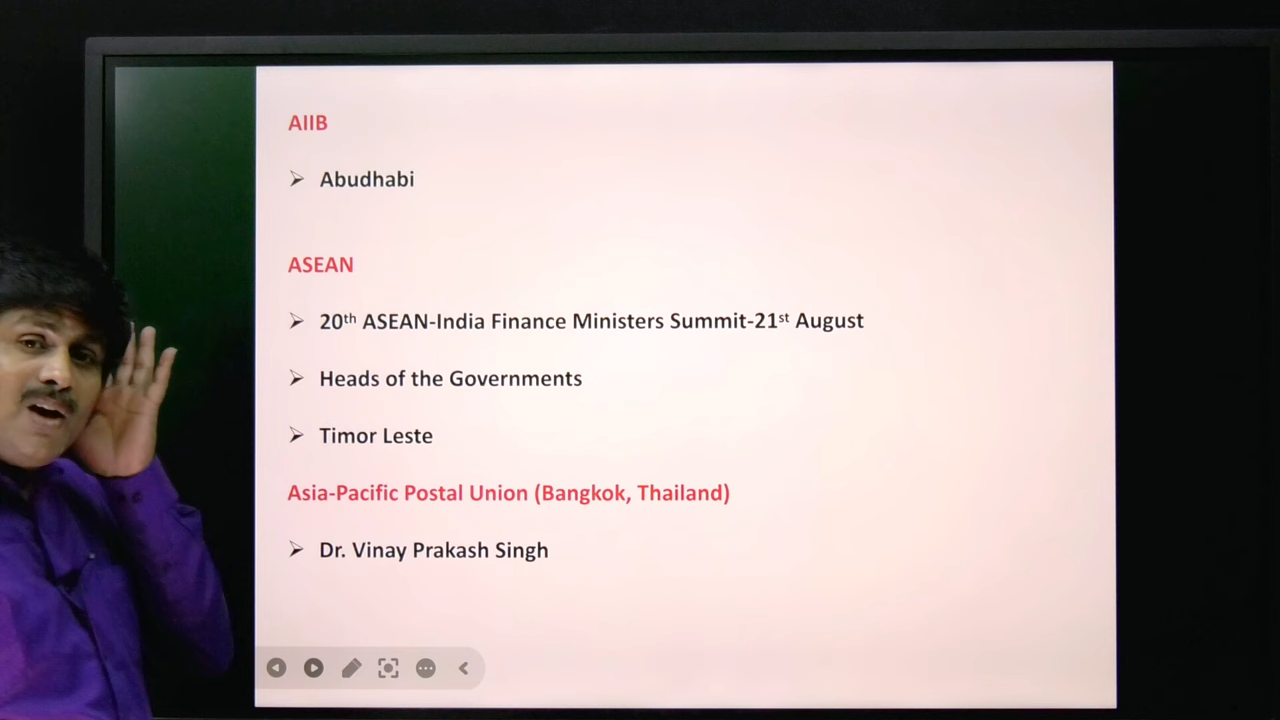 AIIB
Abudhabi
ASEAN
20th ASEAN-India Finance Ministers Summit-21st August
Heads of the Governments
Timor Leste
Asia-Pacific Postal Union (Bangkok, Thailand)
Dr. Vinay Prakash Singh